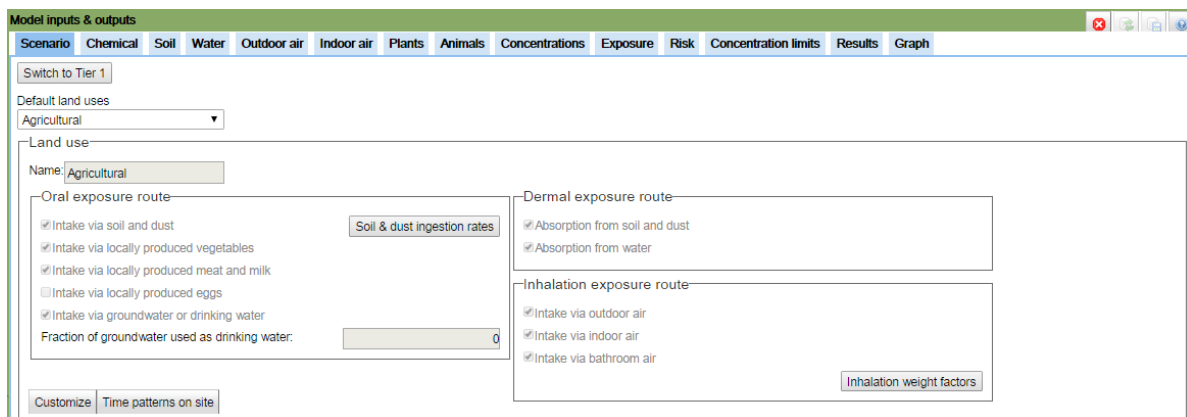 Model inputs & outputs
Scenario Chemical Soil Water Outdoor air Indoor air Plants Animals Concentrations Exposure Risk Concentration limits Results Graph
Switch to Tier 1
Default land uses
Agricultural
Land use
Name: Agricultural
Oral exposure route
Intake via soil and dust
Soil & dust ingestion rates
Intake via locally produced vegetables
Intake via locally produced meat and milk
Intake via locally produced eggs
Intake via groundwater or drinking water
Fraction of groundwater used as drinking water: 0
Dermal exposure route
Absorption from soil and dust
Absorption from water
Inhalation exposure route
Intake via outdoor air
Intake via indoor air
Intake via bathroom air
Inhalation weight factors
Customize Time patterns on site